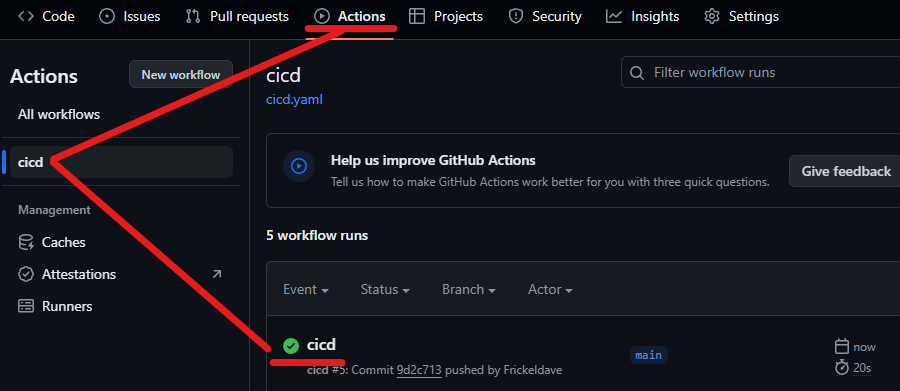 Code Issues Pull requests Actions Projects Security Insights Settings
Actions New workflow
All workflows
cicd
Management
Caches
Attestations
Runners
cicd
cicd.yaml
Filter workflow runs
Help us improve GitHub Actions
Tell us how to make GitHub Actions work better for you with three quick questions.
Give feedback
5 workflow runs
Event Status Branch Actor
cicd
cicd #5: Commit 9d2c713 pushed by Frickeldave
main
now
20s